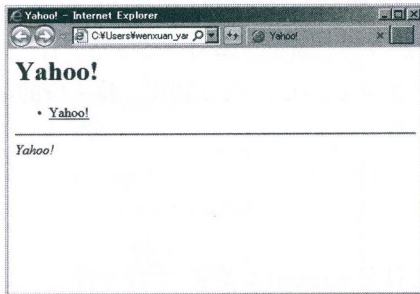 Yahoo! - Internet Explorer
C:¥Users¥wenxuan_yar
Yahoo!
Yahoo!
• Yahoo!
Yahoo!